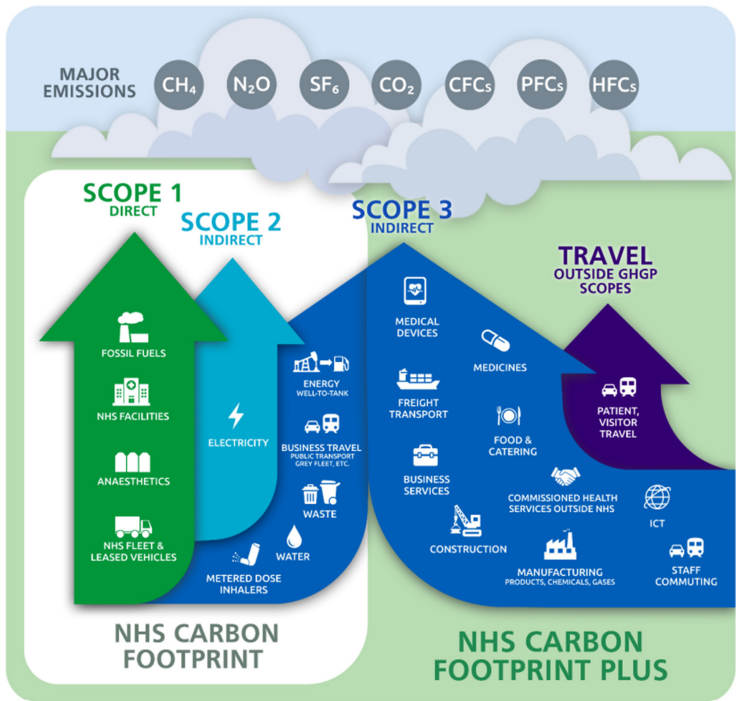 MAJOR
EMISSIONS
CH₄
N₂O
SF₆
CO₂
CFCs
PFCs
HFCs
SCOPE 1
DIRECT
SCOPE 2
INDIRECT
SCOPE 3
INDIRECT
TRAVEL
OUTSIDE GHGP
SCOPES
FOSSIL FUELS
NHS FACILITIES
ANAESTHETICS
NHS FLEET &
LEASED VEHICLES
ELECTRICITY
ENERGY
WELL-TO-TANK
BUSINESS TRAVEL
PUBLIC TRANSPORT
GREY FLEET, ETC.
WASTE
WATER
METERED DOSE
INHALERS
MEDICAL
DEVICES
MEDICINES
FREIGHT
TRANSPORT
FOOD &
CATERING
BUSINESS
SERVICES
COMMISSIONED HEALTH
SERVICES OUTSIDE NHS
CONSTRUCTION
MANUFACTURING
PRODUCTS, CHEMICALS, GASES
ICT
STAFF
COMMUTING
PATIENT,
VISITOR
TRAVEL
NHS CARBON
FOOTPRINT
NHS CARBON
FOOTPRINT PLUS